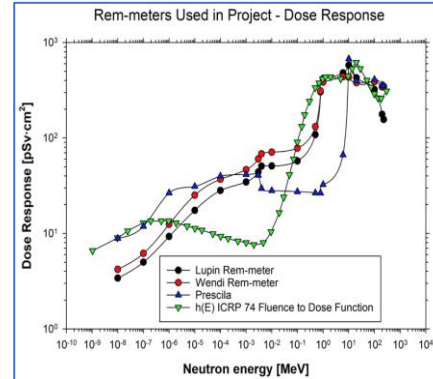 Rem-meters Used in Project - Dose Response
Dose Response [pSv·cm²]
10³
10²
10¹
10⁰
Lupin Rem-meter
Wendi Rem-meter
Prescila
h(E) ICRP 74 Fluence to Dose Function
10⁻¹⁰ 10⁻⁹ 10⁻⁸ 10⁻⁷ 10⁻⁶ 10⁻⁵ 10⁻⁴ 10⁻³ 10⁻² 10⁻¹ 10⁰ 10¹ 10² 10³
Neutron energy [MeV]